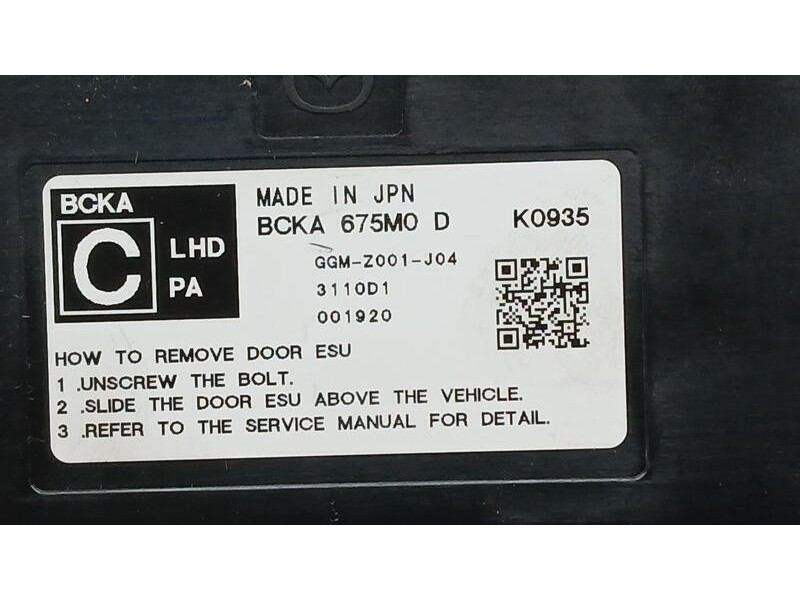 BCKA
C LHD
PA
MADE IN JPN
BCKA 675M0 D K0935
GGM-Z001-J04
3110D1
001920
HOW TO REMOVE DOOR ESU
1 .UNSCREW THE BOLT.
2 .SLIDE THE DOOR ESU ABOVE THE VEHICLE.
3 .REFER TO THE SERVICE MANUAL FOR DETAIL.